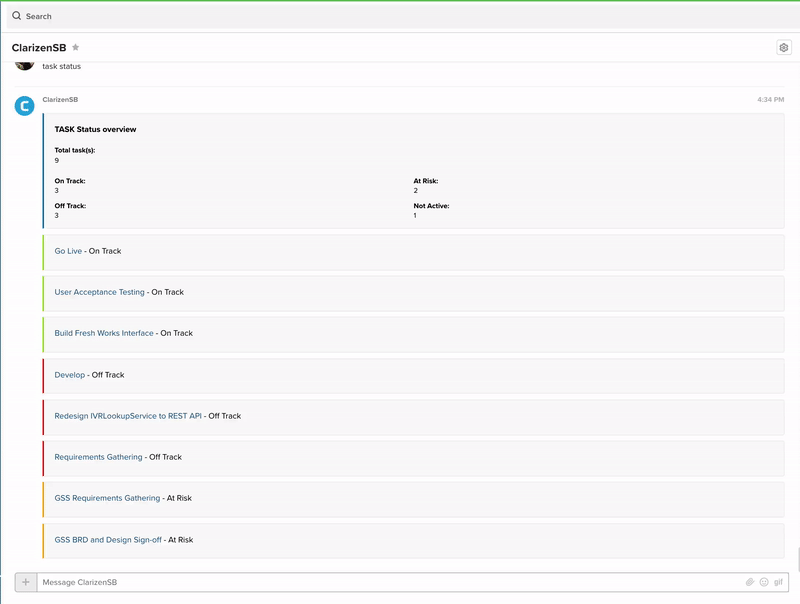 Search
ClarizenSB
task status
ClarizenSB 4:34 PM
C
TASK Status overview
Total task(s):
9
On Track: At Risk:
3 2
Off Track: Not Active:
3 1
Go Live - On Track
User Acceptance Testing - On Track
Build Fresh Works Interface - On Track
Develop - Off Track
Redesign IVRLookupService to REST API - Off Track
Requirements Gathering - Off Track
GSS Requirements Gathering - At Risk
GSS BRD and Design Sign-off - At Risk
Message ClarizenSB gif